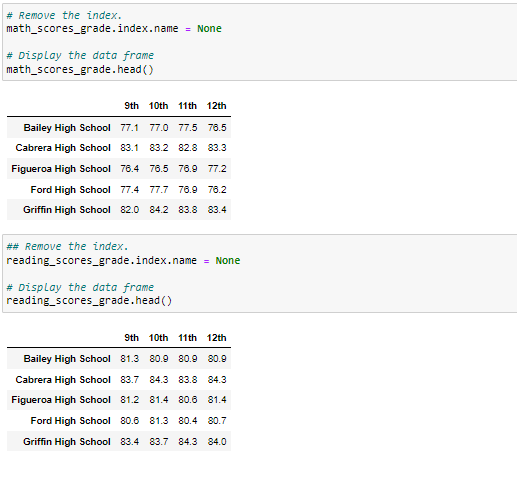 # Remove the index.
math_scores_grade.index.name = None
# Display the data frame
math_scores_grade.head()
9th 10th 11th 12th
Bailey High School 77.1 77.0 77.5 76.5
Cabrera High School 83.1 83.2 82.8 83.3
Figueroa High School 76.4 76.5 76.9 77.2
Ford High School 77.4 77.7 76.9 76.2
Griffin High School 82.0 84.2 83.8 83.4
## Remove the index.
reading_scores_grade.index.name = None
# Display the data frame
reading_scores_grade.head()
9th 10th 11th 12th
Bailey High School 81.3 80.9 80.9 80.9
Cabrera High School 83.7 84.3 83.8 84.3
Figueroa High School 81.2 81.4 80.6 81.4
Ford High School 80.6 81.3 80.4 80.7
Griffin High School 83.4 83.7 84.3 84.0